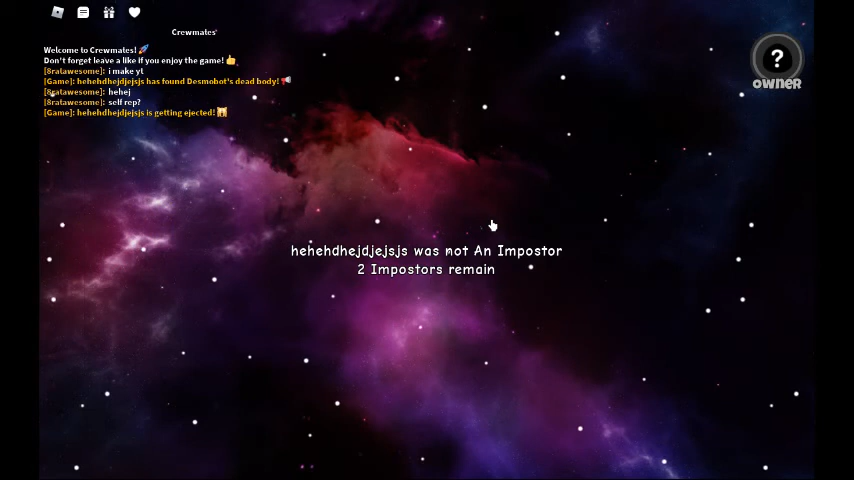 Crewmates'
Welcome to Crewmates! 🚀
Don't forget leave a like if you enjoy the game! 👍
[8ratawesome]: i make yt
[Game]: hehehdhejdjejsjs has found Desmobot's dead body! 📢
[8ratawesome]: hehej
[8ratawesome]: self rep?
[Game]: hehehdhejdjejsjs is getting ejected! 🙀
?
OWNER
hehehdhejdjejsjs was not An Impostor
2 Impostors remain